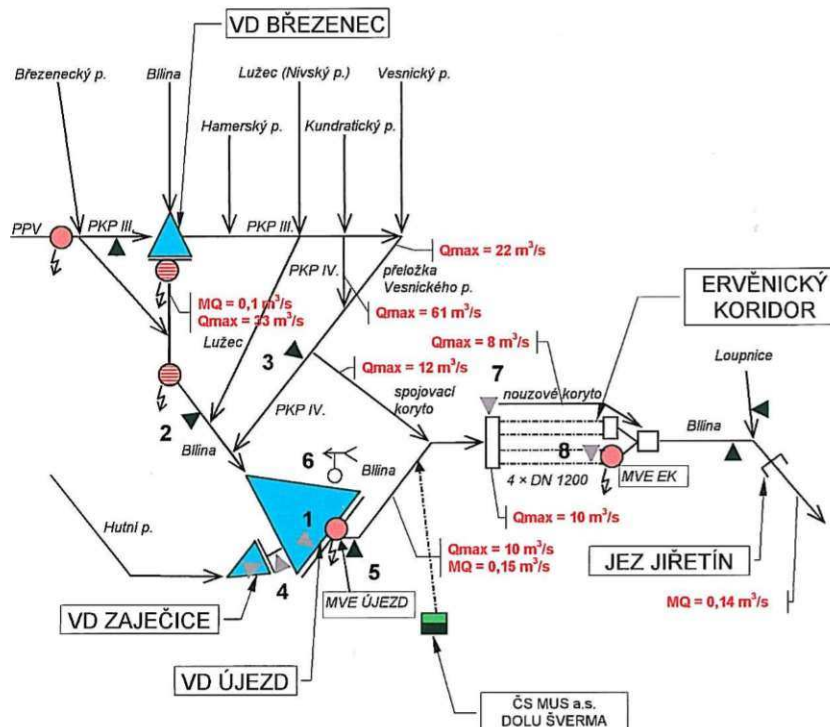 VD BŘEZENEC
Březenecký p.
Bílina
Lužec (Nivský p.)
Vesnický p.
Hamerský p.
Kundratický p.
PPV
PKP III.
PKP III.
PKP IV.
Qmax = 22 m³/s
přeložka
Vesnického p.
MQ = 0,1 m³/s
Qmax = 33 m³/s
Qmax = 61 m³/s
ERVĚNICKÝ
KORIDOR
Lužec
3
Qmax = 8 m³/s
Qmax = 12 m³/s
Loupnice
7
nouzové koryto
spojovací
koryto
2
PKP IV.
Bílina
Bílina
8
6
Bílina
4 × DN 1200
MVE EK
Hutní p.
1
Qmax = 10 m³/s
Qmax = 10 m³/s
MQ = 0,15 m³/s
JEZ JIŘETÍN
4
5
MVE ÚJEZD
MQ = 0,14 m³/s
VD ZAJEČICE
VD ÚJEZD
ČS MUS a.s.
DOLU ŠVERMA